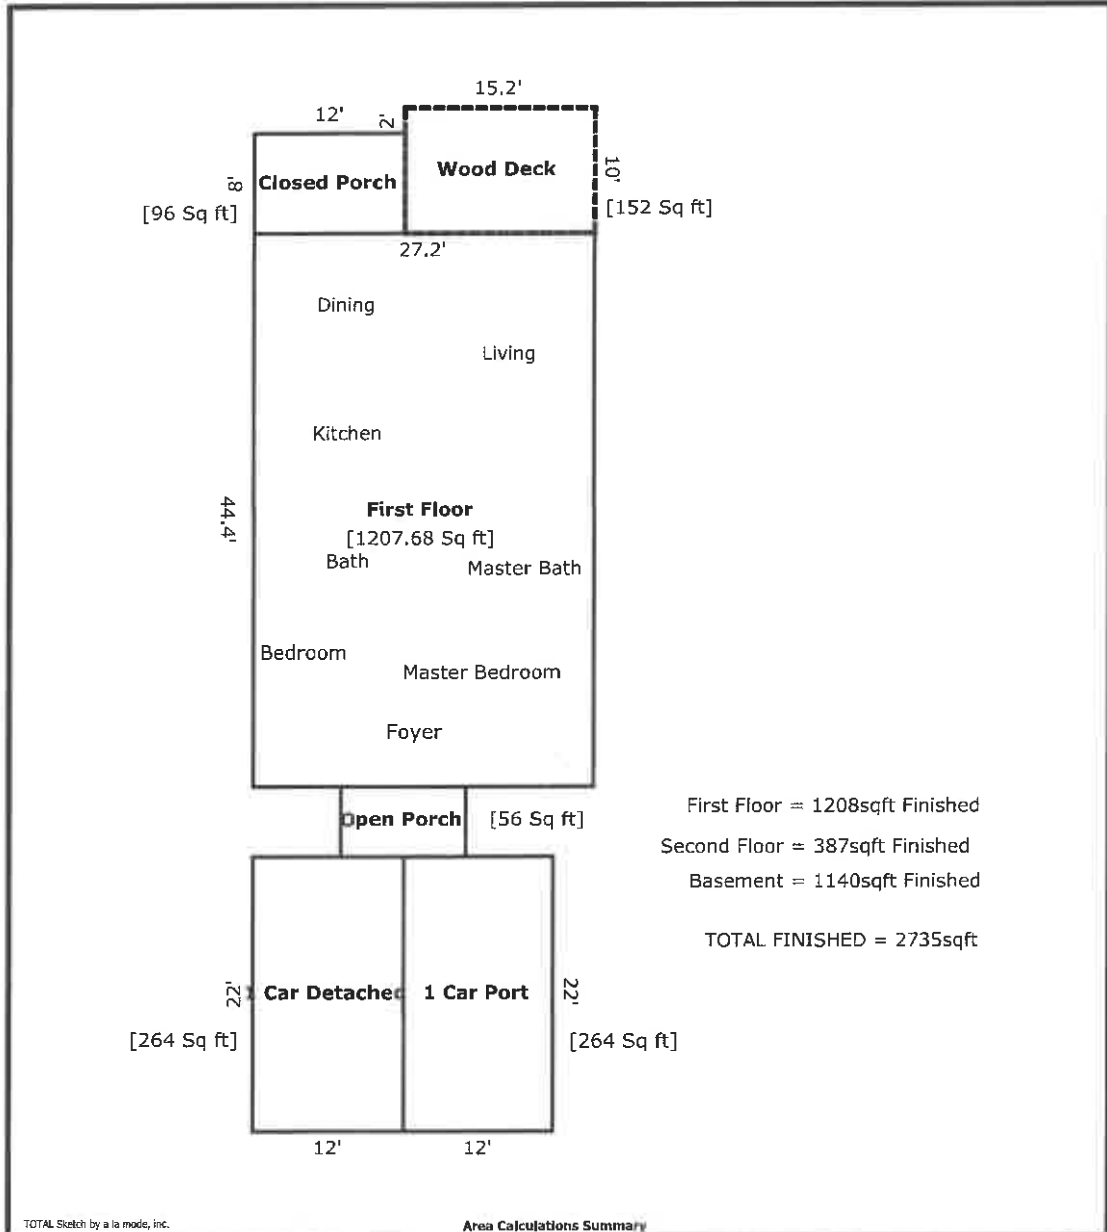 15.2'
12'
2'
Wood Deck
10'
Closed Porch
8'
[96 Sq ft]
[152 Sq ft]
27.2'
Dining
Living
Kitchen
44.4'
First Floor
[1207.68 Sq ft]
Bath
Master Bath
Bedroom
Master Bedroom
Foyer
Open Porch
[56 Sq ft]
First Floor = 1208sqft Finished
Second Floor = 387sqft Finished
Basement = 1140sqft Finished
TOTAL FINISHED = 2735sqft
22'
1 Car Detached
1 Car Port
22'
[264 Sq ft]
[264 Sq ft]
12'
12'
TOTAL Sketch by a la mode, inc.
Area Calculations Summary